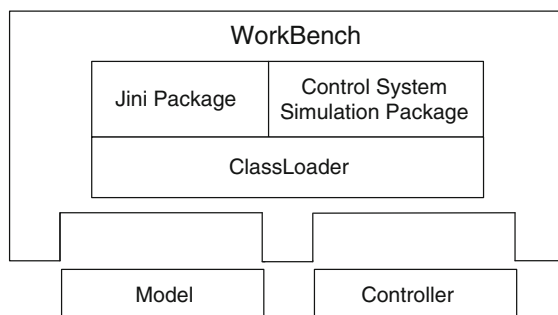 WorkBench
Jini Package
Control System
Simulation Package
ClassLoader
Model
Controller